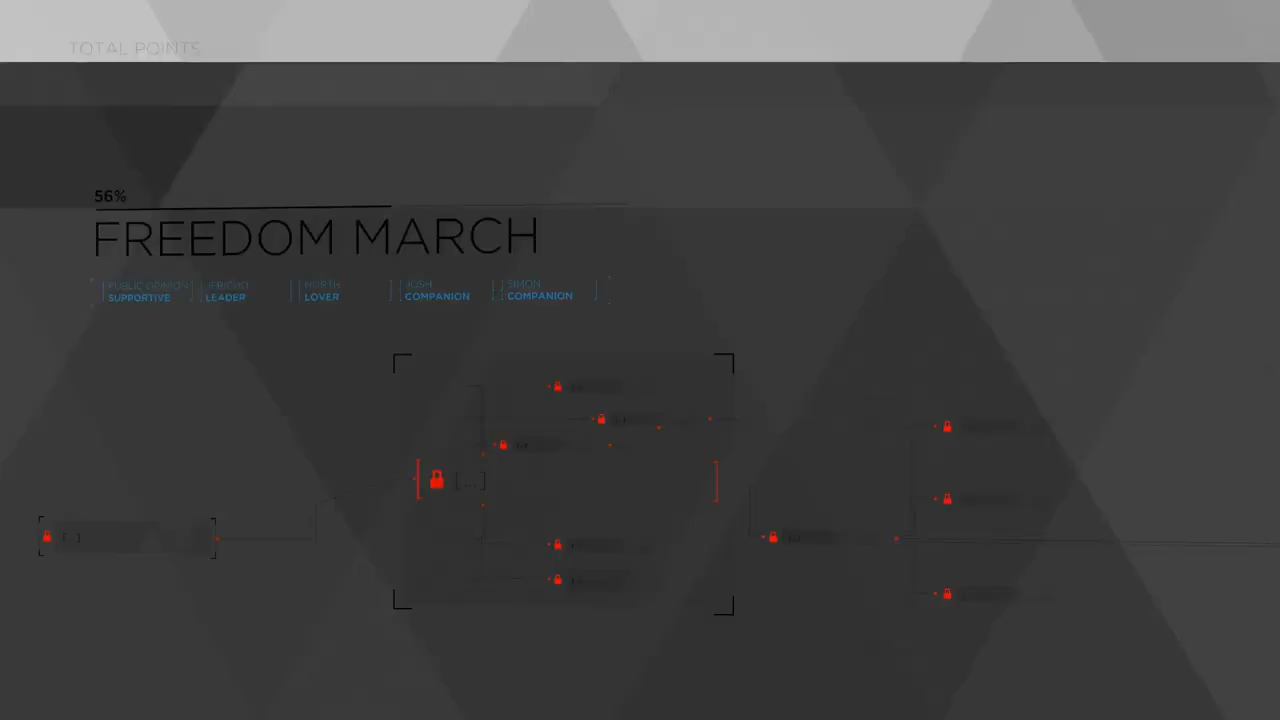 TOTAL POINTS
56%
FREEDOM MARCH
PUBLIC OPINION JERICHO NORTH JOSH SIMON
SUPPORTIVE LEADER LOVER COMPANION COMPANION
[...]
[...]